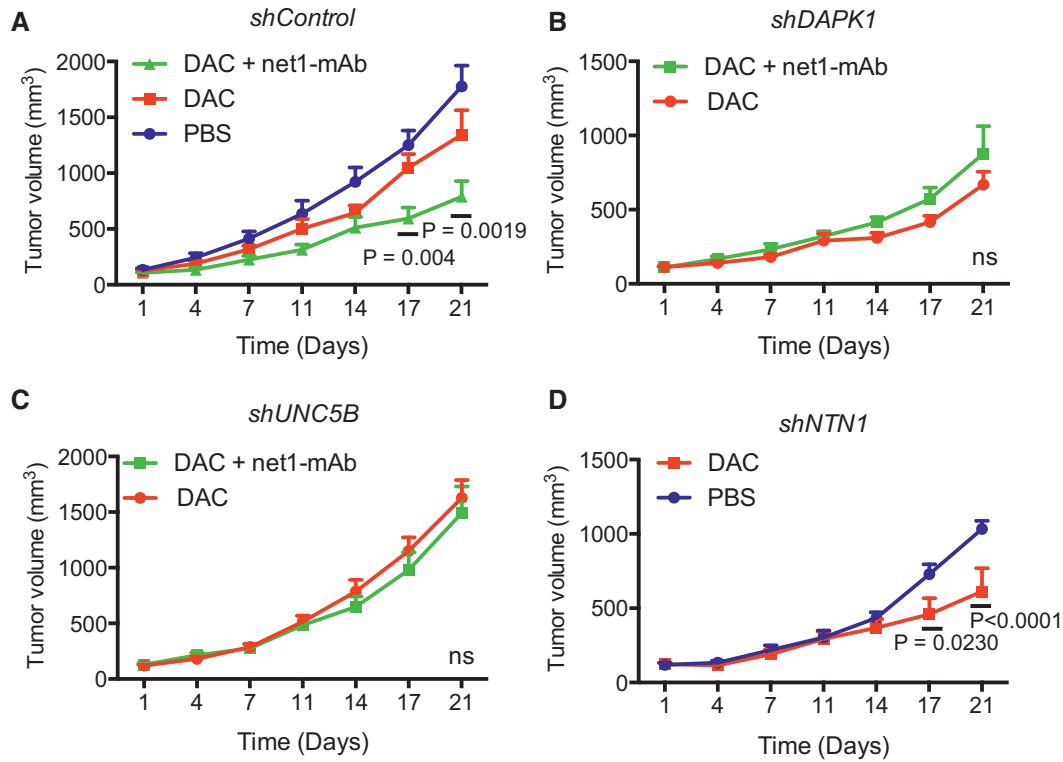 A
shControl
DAC + net1-mAb
DAC
PBS
Tumor volume (mm³)
2000
1500
1000
500
0
P = 0.0019
P = 0.004
1 4 7 11 14 17 21
Time (Days)
B
shDAPK1
DAC + net1-mAb
DAC
Tumor volume (mm³)
1500
1000
500
0
ns
1 4 7 11 14 17 21
Time (Days)
C
shUNC5B
DAC + net1-mAb
DAC
Tumor volume (mm³)
2000
1500
1000
500
0
ns
1 4 7 11 14 17 21
Time (Days)
D
shNTN1
DAC
PBS
Tumor volume (mm³)
1500
1000
500
0
P<0.0001
P = 0.0230
1 4 7 11 14 17 21
Time (Days)